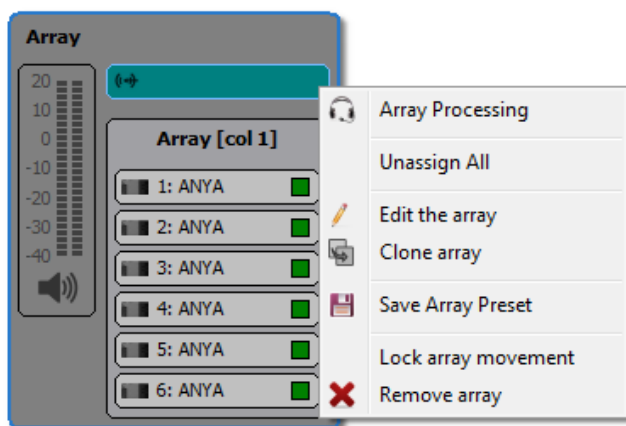 Array
20
10
0
-10
-20
-30
-40
Array [col 1]
1: ANYA
2: ANYA
3: ANYA
4: ANYA
5: ANYA
6: ANYA
Array Processing
Unassign All
Edit the array
Clone array
Save Array Preset
Lock array movement
Remove array